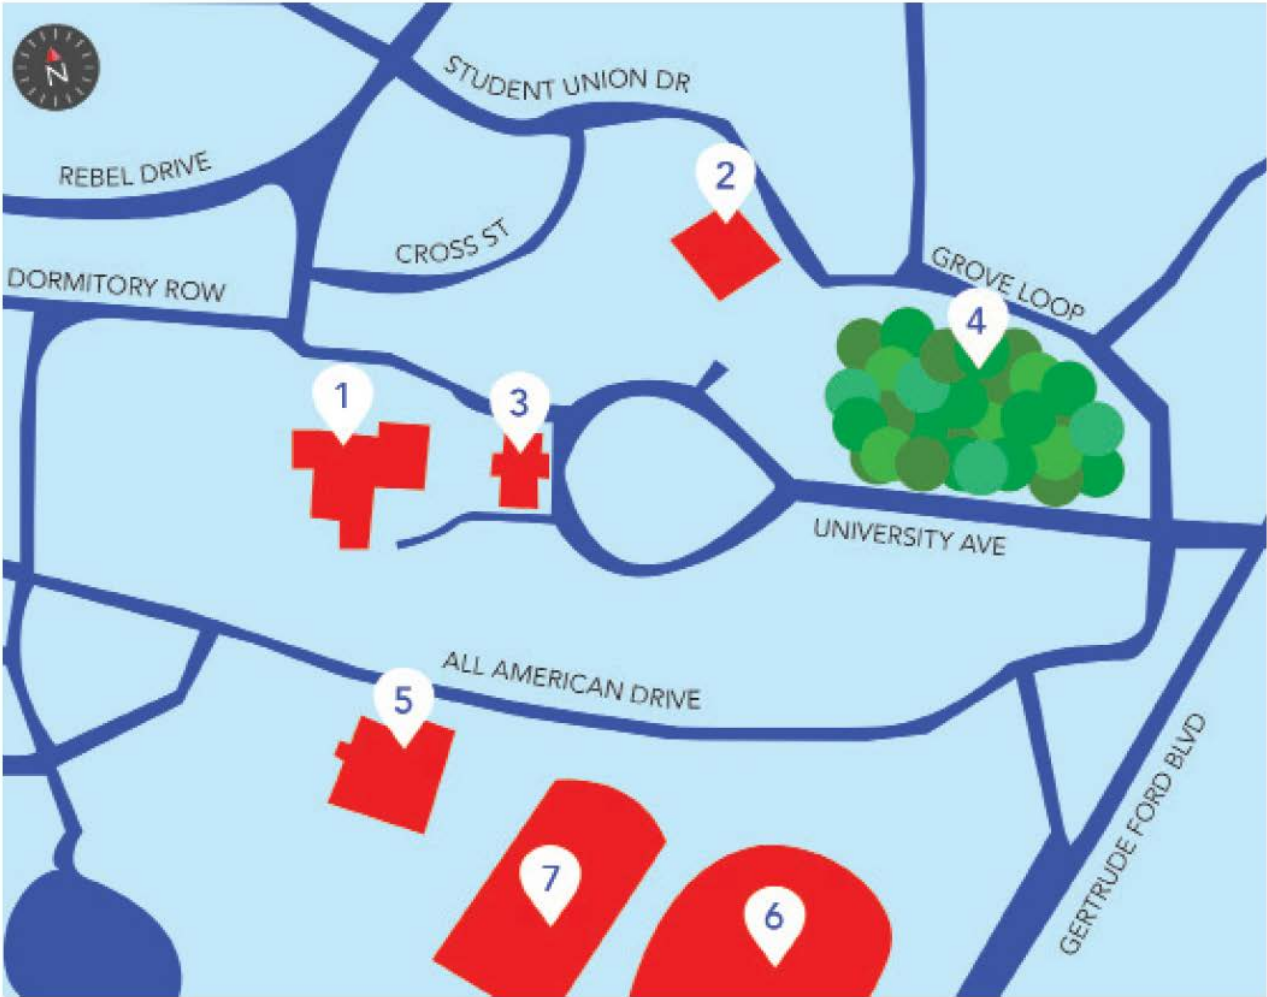 N
STUDENT UNION DR
REBEL DRIVE
2
CROSS ST
GROVE LOOP
DORMITORY ROW
4
1
3
UNIVERSITY AVE
ALL AMERICAN DRIVE
5
GERTRUDE FORD BLVD
7
6